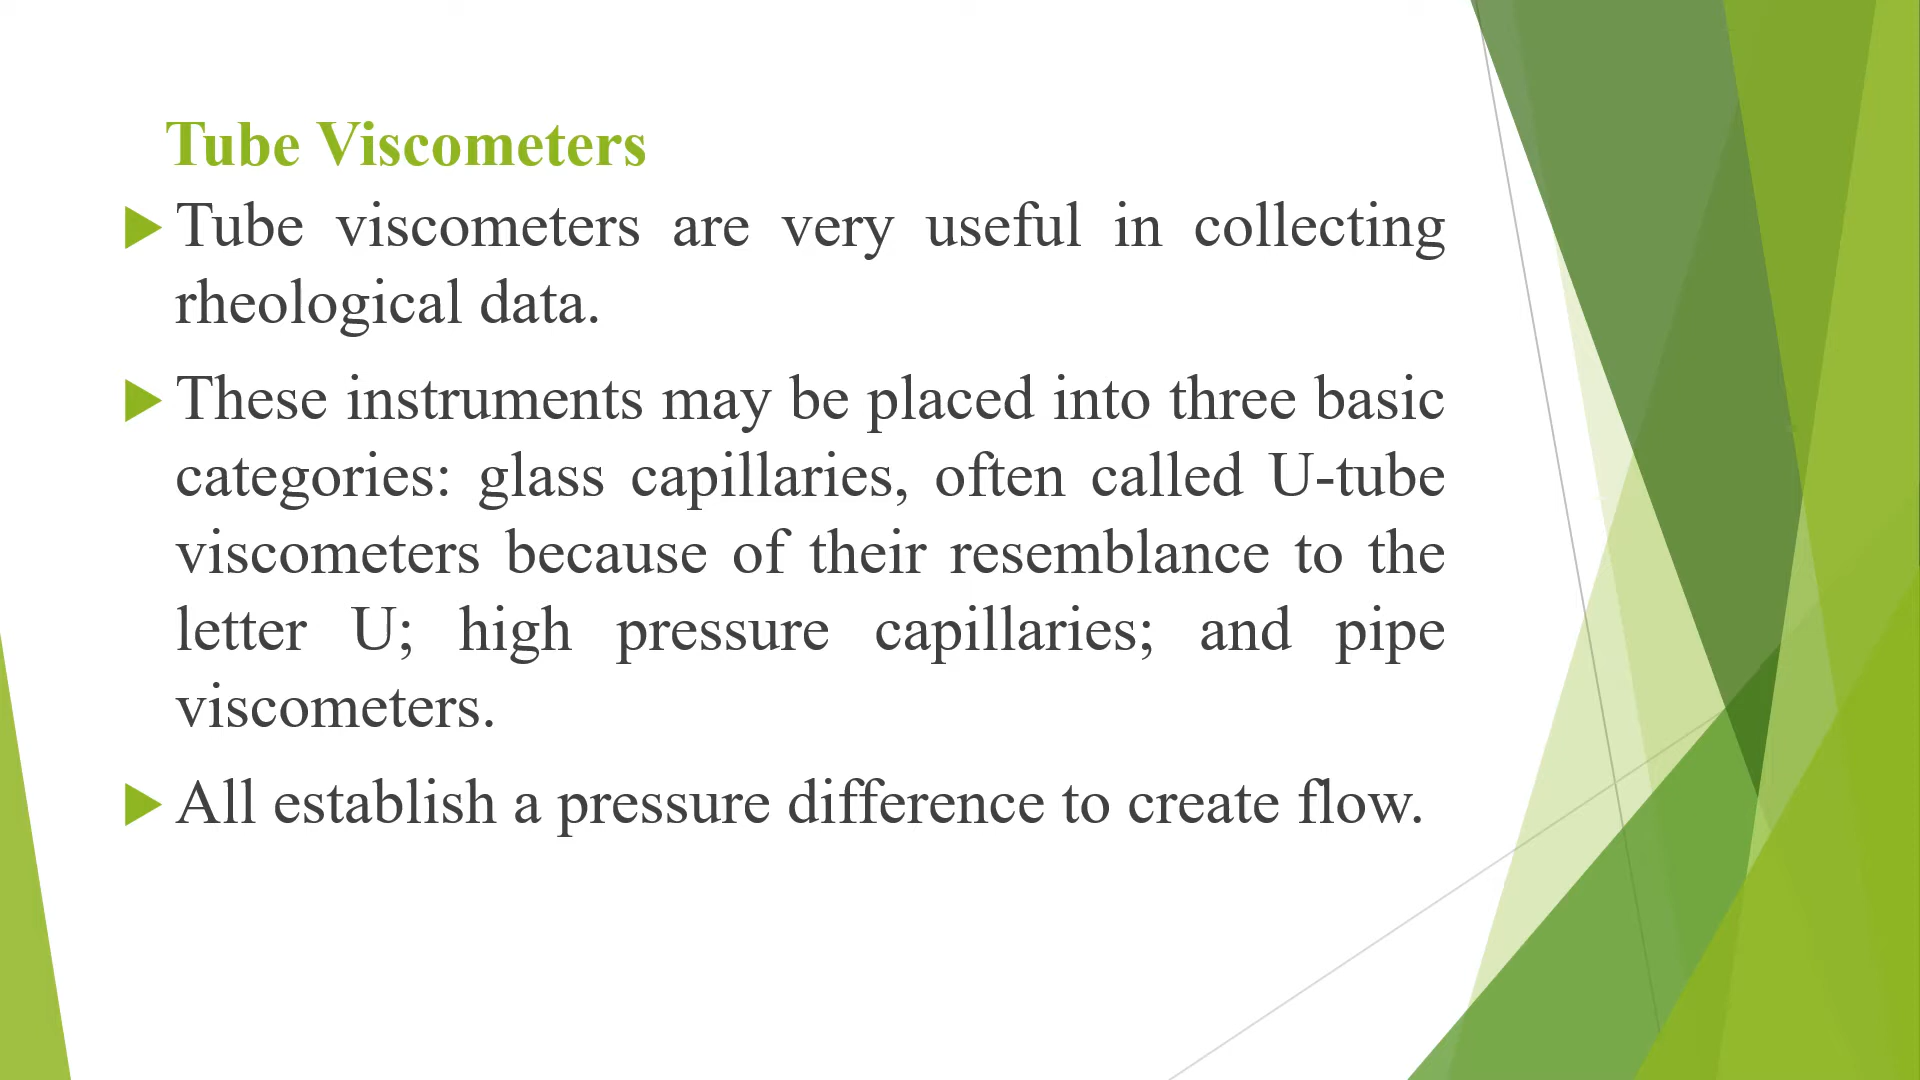 Tube Viscometers
Tube viscometers are very useful in collecting
rheological data.
These instruments may be placed into three basic
categories: glass capillaries, often called U-tube
viscometers because of their resemblance to the
letter U; high pressure capillaries; and pipe
viscometers.
All establish a pressure difference to create flow.